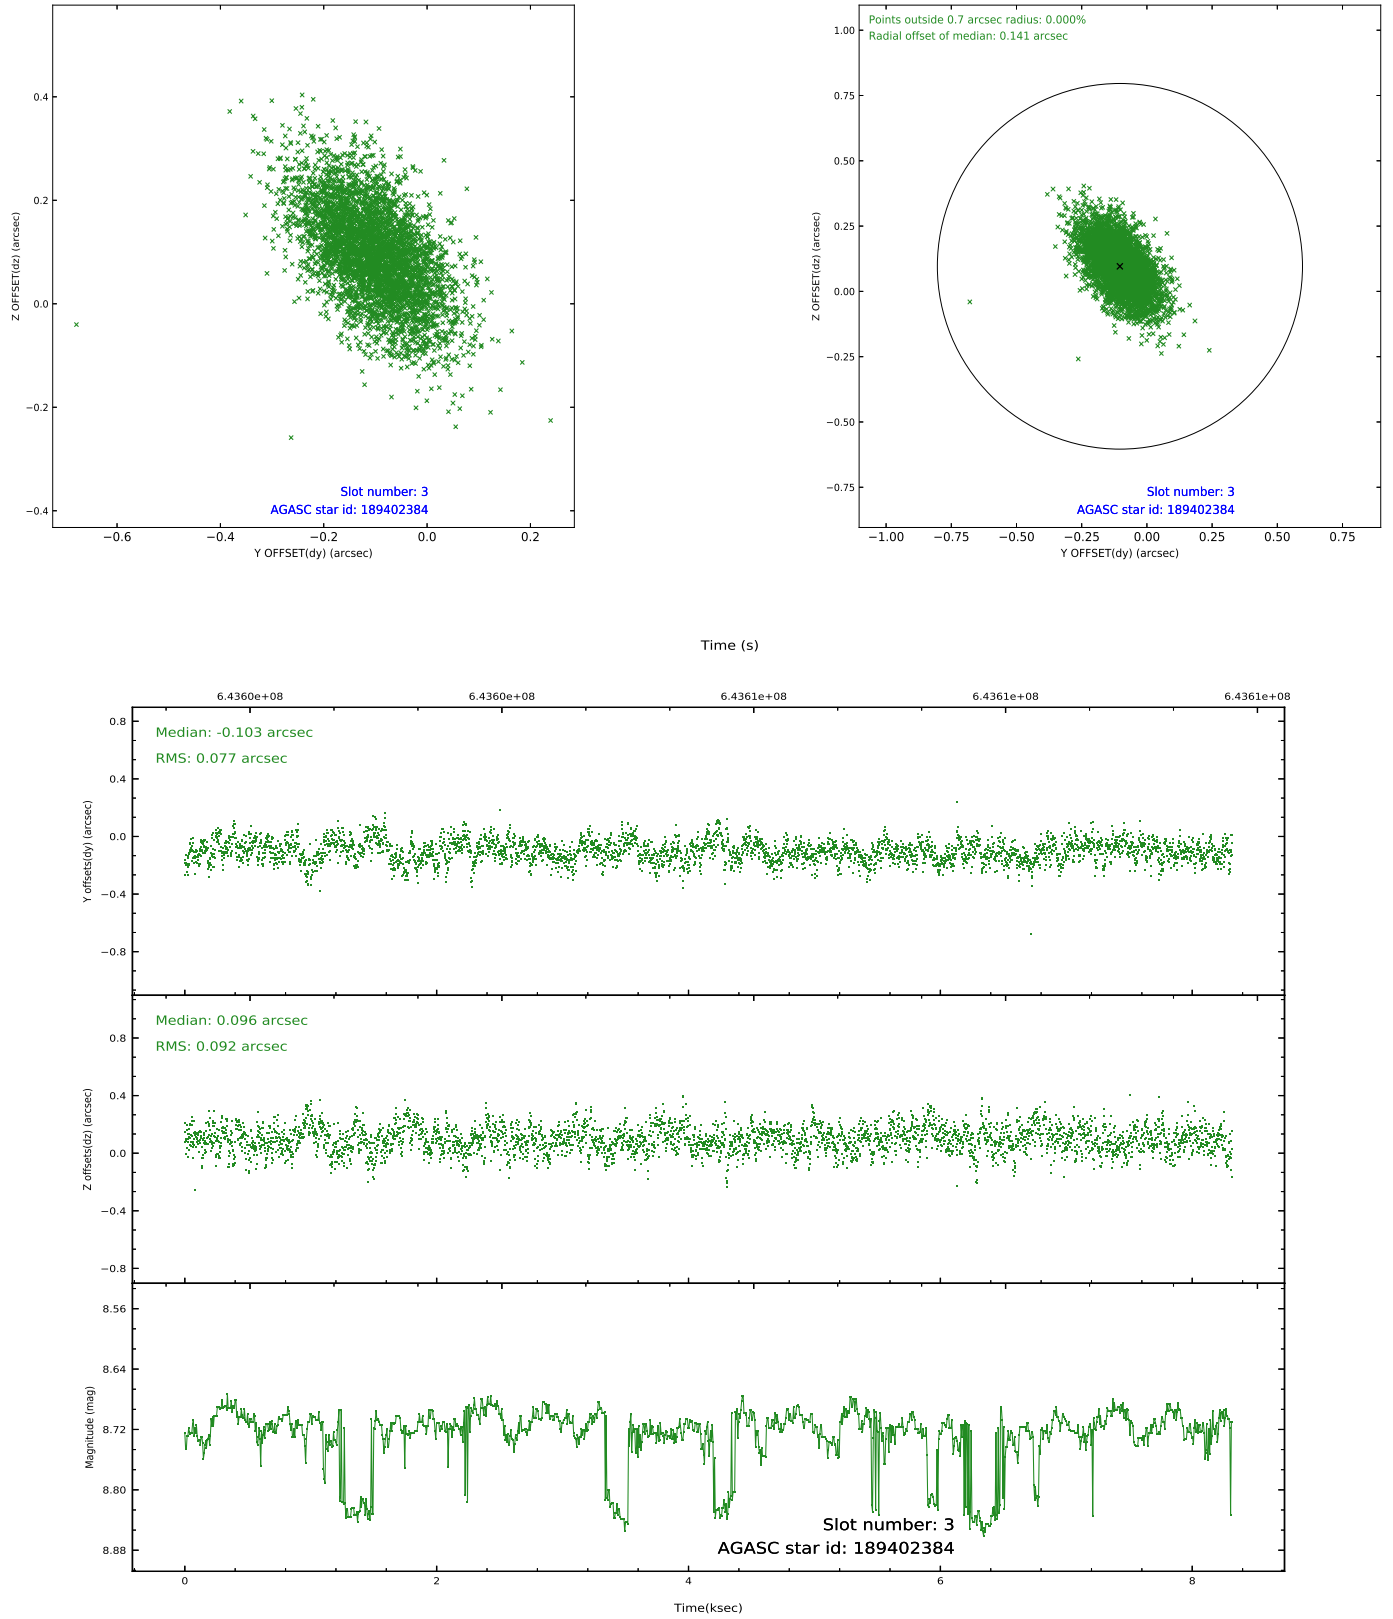 0.4
0.2
0.0
−0.2
−0.4
Z OFFSET(dz) (arcsec)
−0.6
−0.4
−0.2
0.0
0.2
Y OFFSET(dy) (arcsec)
Slot number: 3
AGASC star id: 189402384
Points outside 0.7 arcsec radius: 0.000%
Radial offset of median: 0.141 arcsec
1.00
0.75
0.50
0.25
0.00
−0.25
−0.50
−0.75
Z OFFSET(dz) (arcsec)
−1.00
−0.75
−0.50
−0.25
0.00
0.25
0.50
0.75
Y OFFSET(dy) (arcsec)
Slot number: 3
AGASC star id: 189402384
Time (s)
6.4360e+08
6.4360e+08
6.4361e+08
6.4361e+08
6.4361e+08
Median: -0.103 arcsec
RMS: 0.077 arcsec
0.8
0.4
0.0
−0.4
−0.8
Y offsets(dy) (arcsec)
Median: 0.096 arcsec
RMS: 0.092 arcsec
0.8
0.4
0.0
−0.4
−0.8
Z offsets(dz) (arcsec)
8.56
8.64
8.72
8.80
8.88
Magnitude (mag)
Slot number: 3
AGASC star id: 189402384
0
2
4
6
8
Time(ksec)